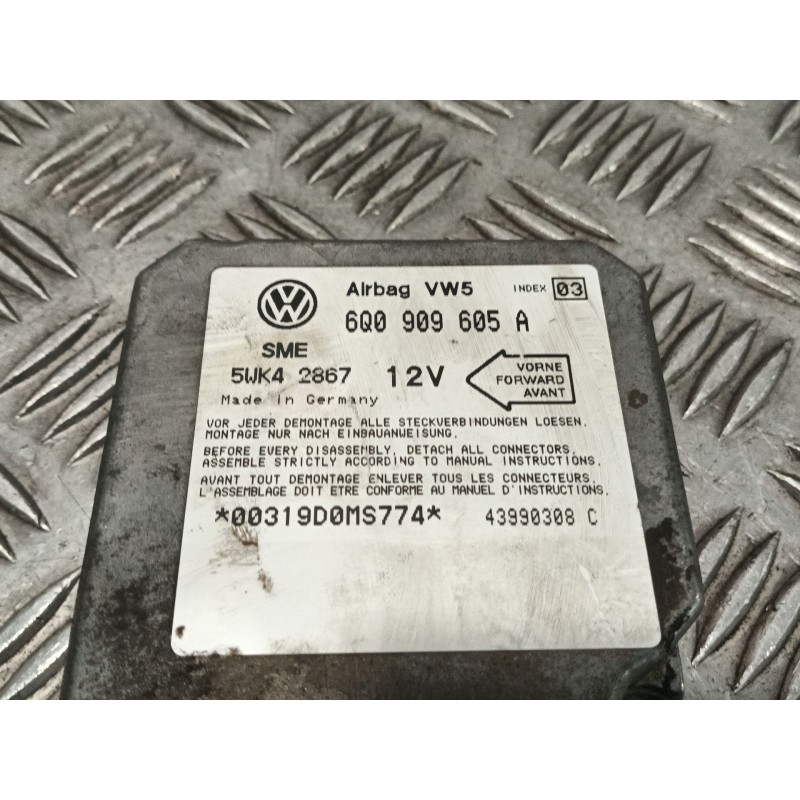 Airbag VW5 INDEX 03
6Q0 909 605 A
SME
5WK4 2867 12V
VORNE
FORWARD
AVANT
Made in Germany
VOR JEDER DEMONTAGE ALLE STECKVERBINDUNGEN LOESEN.
MONTAGE NUR NACH EINBAUANWEISUNG.
BEFORE EVERY DISASSEMBLY, DETACH ALL CONNECTORS.
ASSEMBLE STRICTLY ACCORDING TO MANUAL INSTRUCTIONS.
AVANT TOUT DEMONTAGE ENLEVER TOUS LES CONNECTEURS.
L'ASSEMBLAGE DOIT ETRE CONFORME AU MANUEL D'INSTRUCTIONS.
*00319D0MS774* 43990308 C